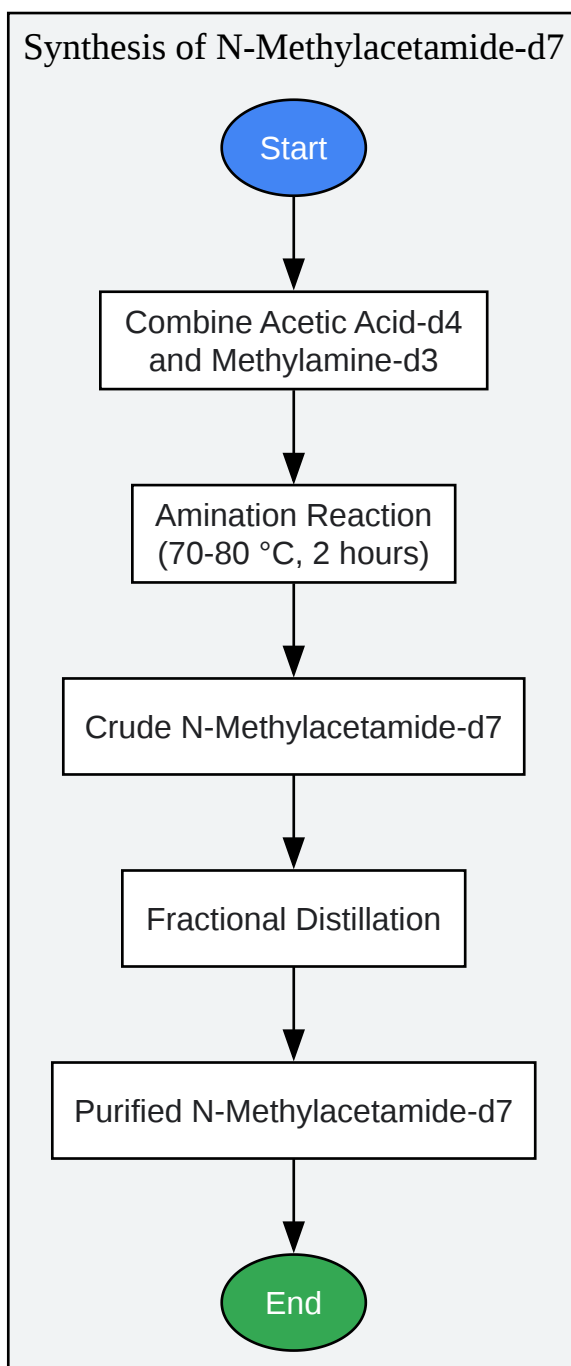 Synthesis of N-Methylacetamide-d7
Start
Combine Acetic Acid-d4
and Methylamine-d3
Amination Reaction
(70-80 °C, 2 hours)
Crude N-Methylacetamide-d7
Fractional Distillation
Purified N-Methylacetamide-d7
End